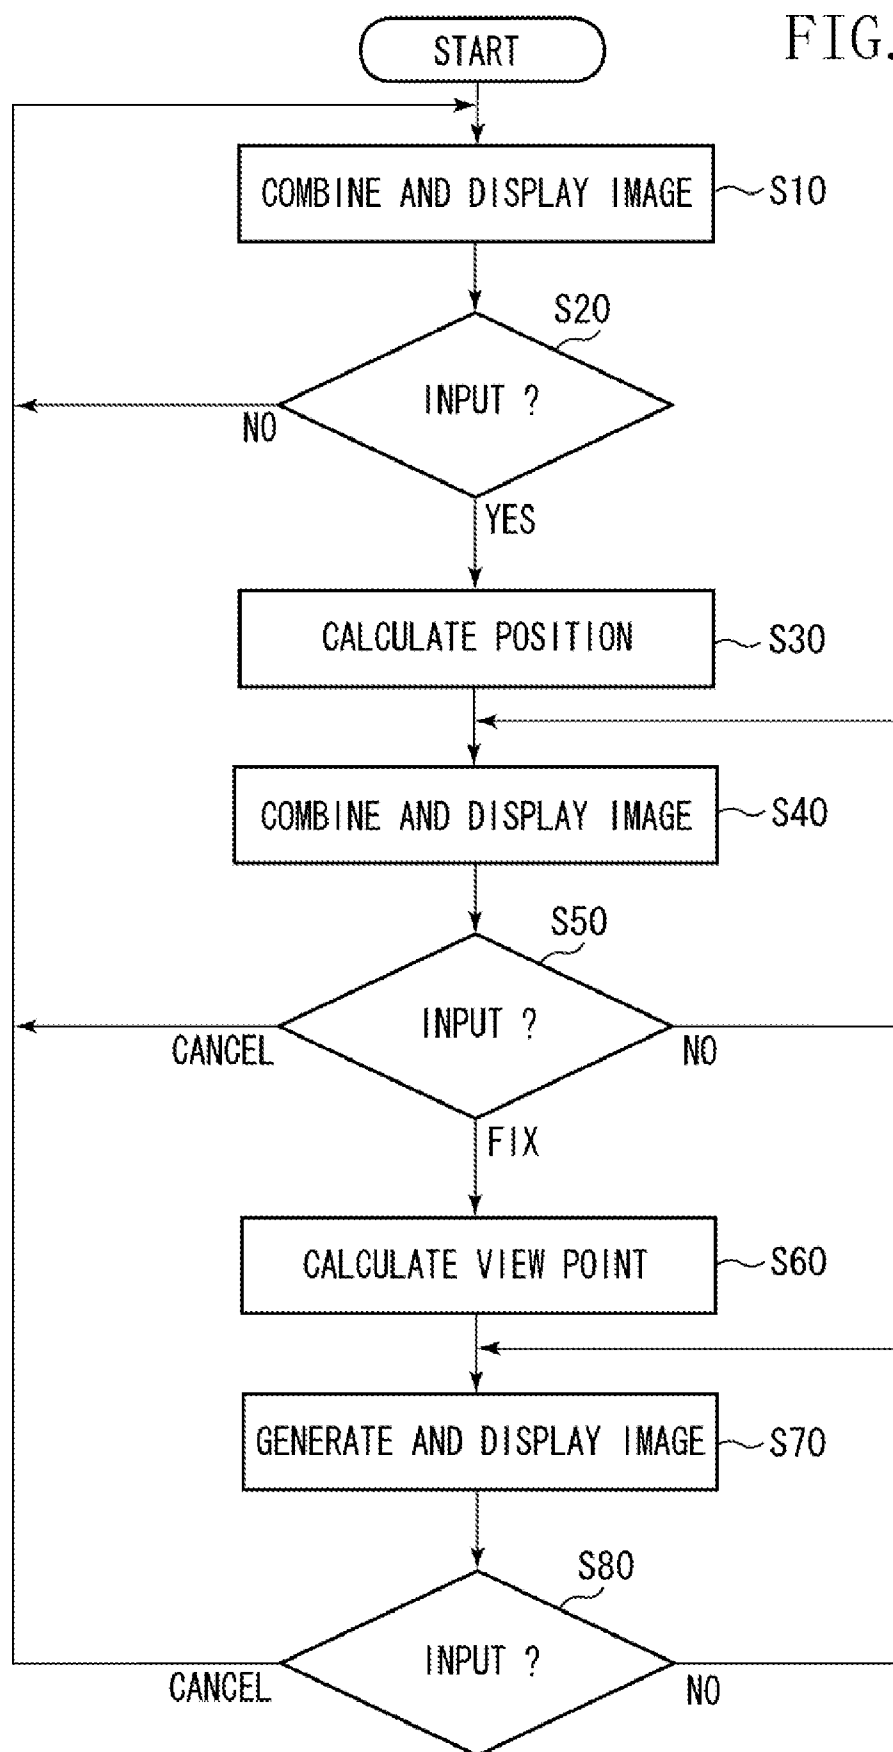 FIG.
START
COMBINE AND DISPLAY IMAGE
S10
S20
INPUT ?
NO
YES
CALCULATE POSITION
S30
COMBINE AND DISPLAY IMAGE
S40
S50
INPUT ?
CANCEL
NO
FIX
CALCULATE VIEW POINT
S60
GENERATE AND DISPLAY IMAGE
S70
S80
INPUT ?
CANCEL
NO